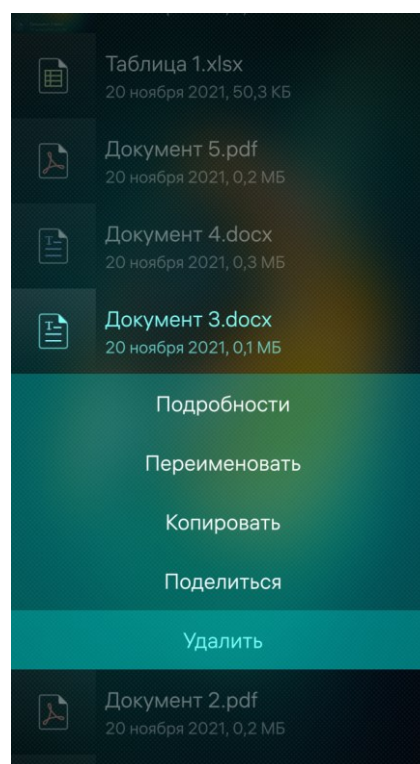 Таблица 1.xlsx
20 ноября 2021, 50,3 КБ
Документ 5.pdf
20 ноября 2021, 0,2 МБ
Документ 4.docx
20 ноября 2021, 0,3 МБ
Документ 3.docx
20 ноября 2021, 0,1 МБ
Подробности
Переименовать
Копировать
Поделиться
Удалить
Документ 2.pdf
20 ноября 2021, 0,2 МБ